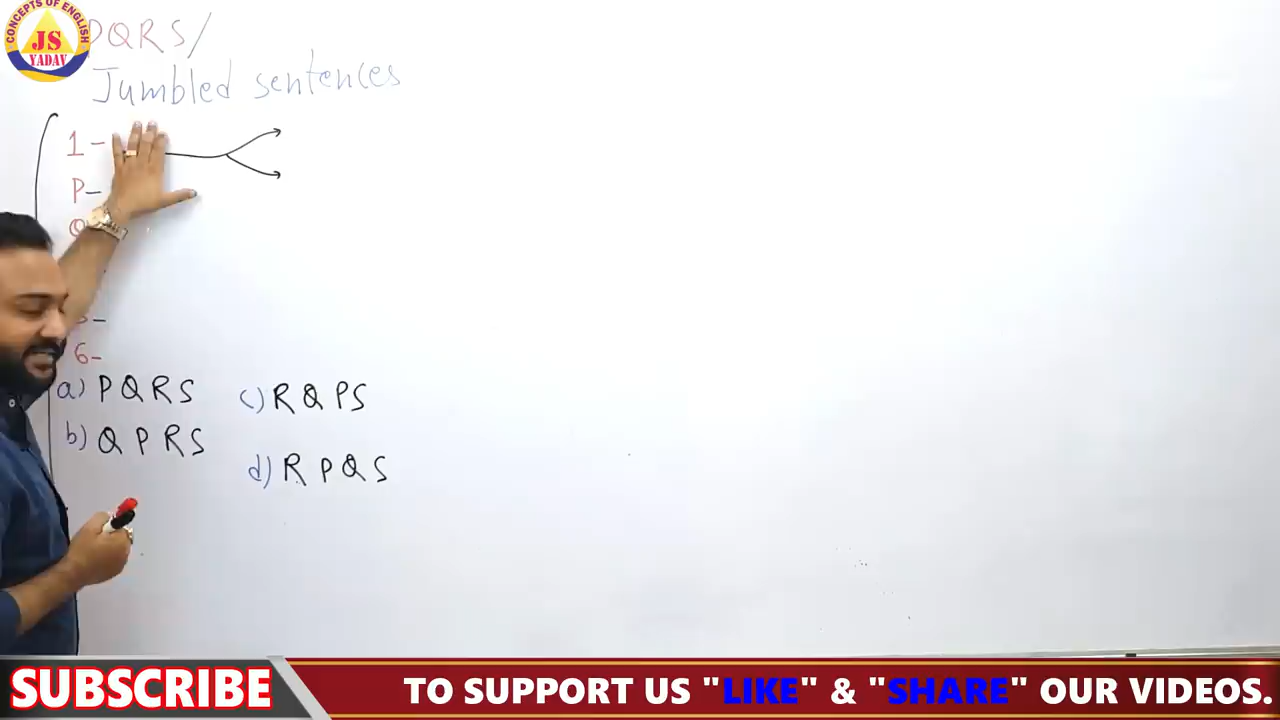 CONCEPTS OF ENGLISH
JS
YADAV
PQRS/
Jumbled sentences
1-
P-
Q
6-
a) PQRS
c) RQPS
b) QPRS
d) RPQS
SUBSCRIBE
TO SUPPORT US "LIKE" & "SHARE" OUR VIDEOS.